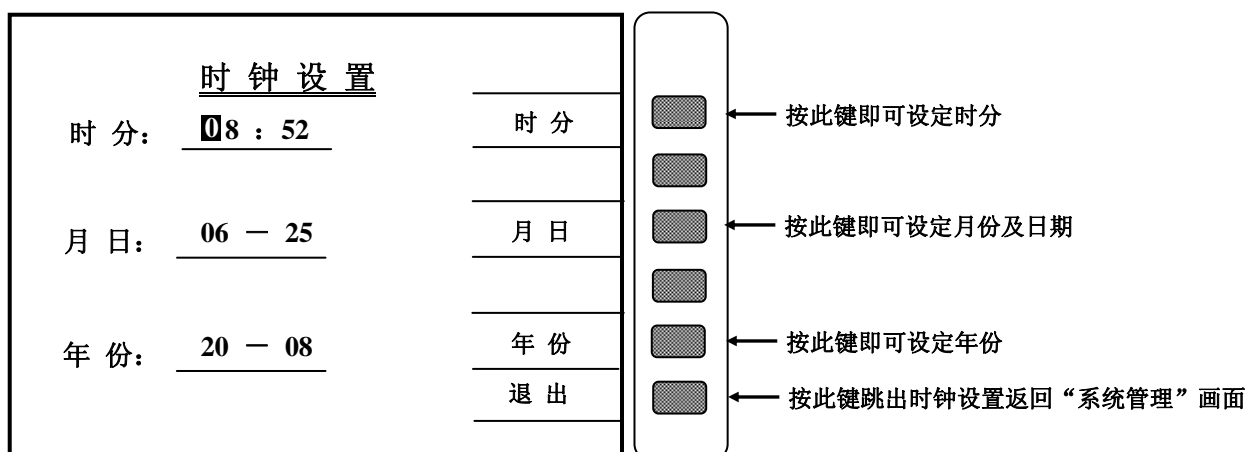 时 钟 设 置
时 分： 08 : 52
时 分
按此键即可设定时分
月 日： 06 － 25
月 日
按此键即可设定月份及日期
年 份： 20 － 08
年 份
按此键即可设定年份
退 出
按此键跳出时钟设置返回“系统管理”画面